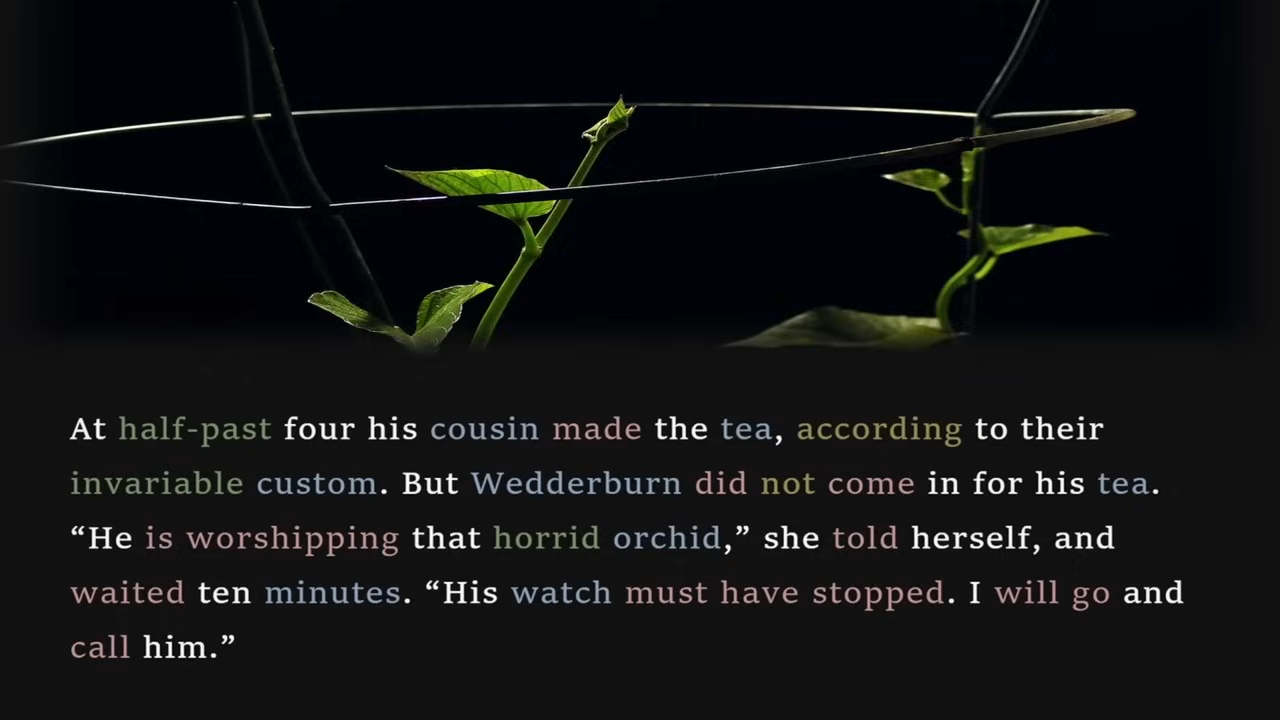 At half-past four his cousin made the tea, according to their
invariable custom. But Wedderburn did not come in for his tea.
“He is worshipping that horrid orchid,” she told herself, and
waited ten minutes. “His watch must have stopped. I will go and
call him.”